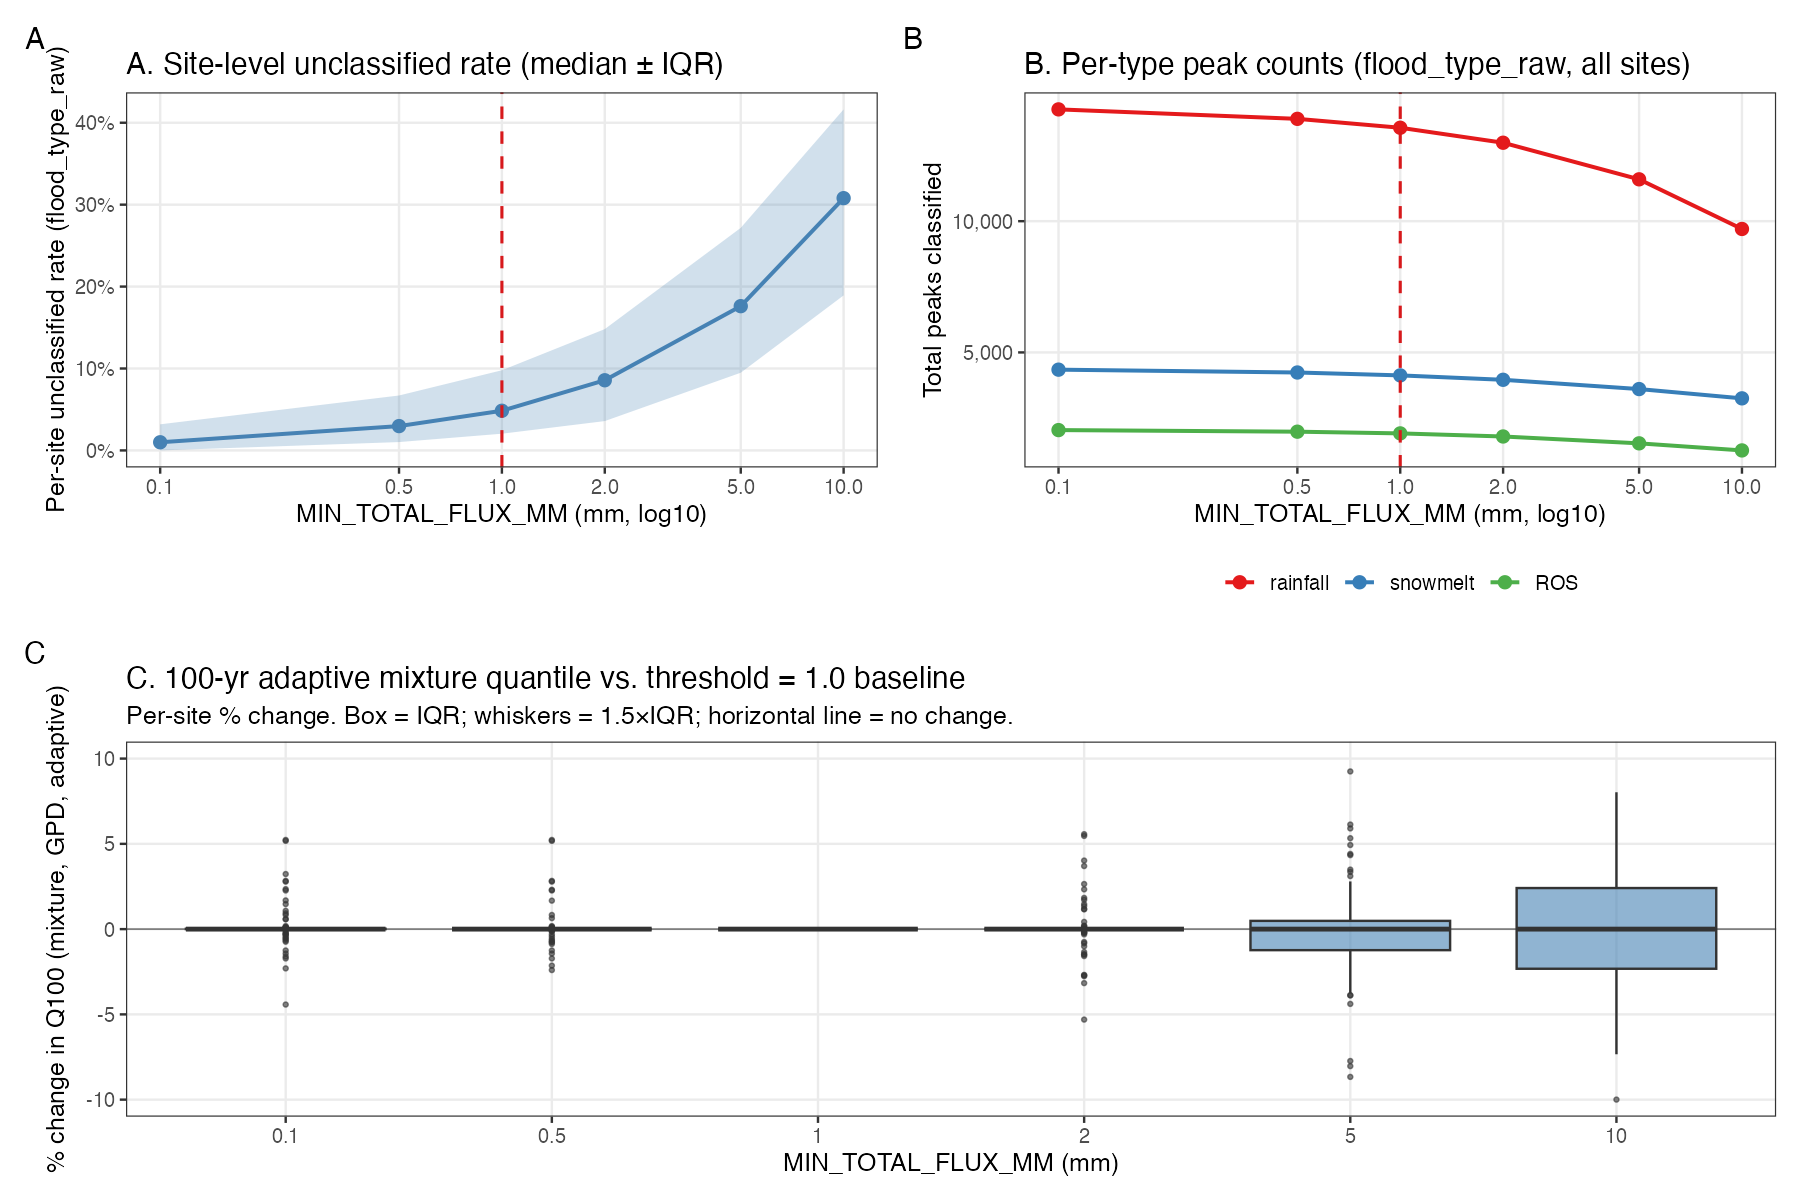 A
A. Site-level unclassified rate (median ± IQR)
Per-site unclassified rate (flood_type_raw)
40%
30%
20%
10%
0%
0.1
0.5
1.0
2.0
5.0
10.0
MIN_TOTAL_FLUX_MM (mm, log10)
B
B. Per-type peak counts (flood_type_raw, all sites)
Total peaks classified
10,000
5,000
0.1
0.5
1.0
2.0
5.0
10.0
MIN_TOTAL_FLUX_MM (mm, log10)
rainfall
snowmelt
ROS
C
C. 100-yr adaptive mixture quantile vs. threshold = 1.0 baseline
Per-site % change. Box = IQR; whiskers = 1.5×IQR; horizontal line = no change.
% change in Q100 (mixture, GPD, adaptive)
10
5
0
-5
-10
0.1
0.5
1
2
5
10
MIN_TOTAL_FLUX_MM (mm)